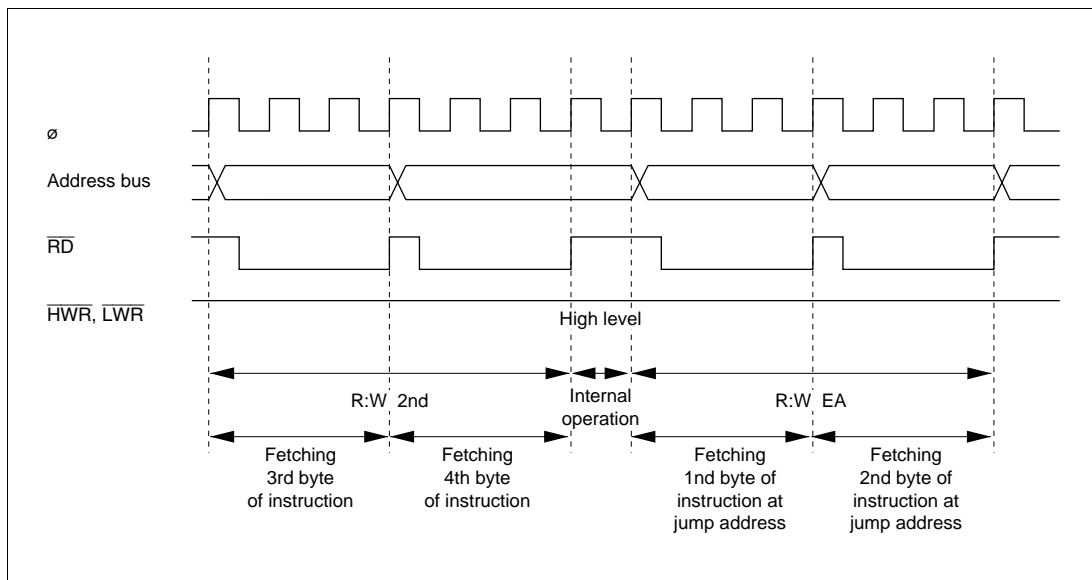 ø
Address bus
RD
HWR, LWR
High level
R:W 2nd
Internal
operation
R:W EA
Fetching
3rd byte
of instruction
Fetching
4th byte
of instruction
Fetching
1nd byte of
instruction at
jump address
Fetching
2nd byte of
instruction at
jump address